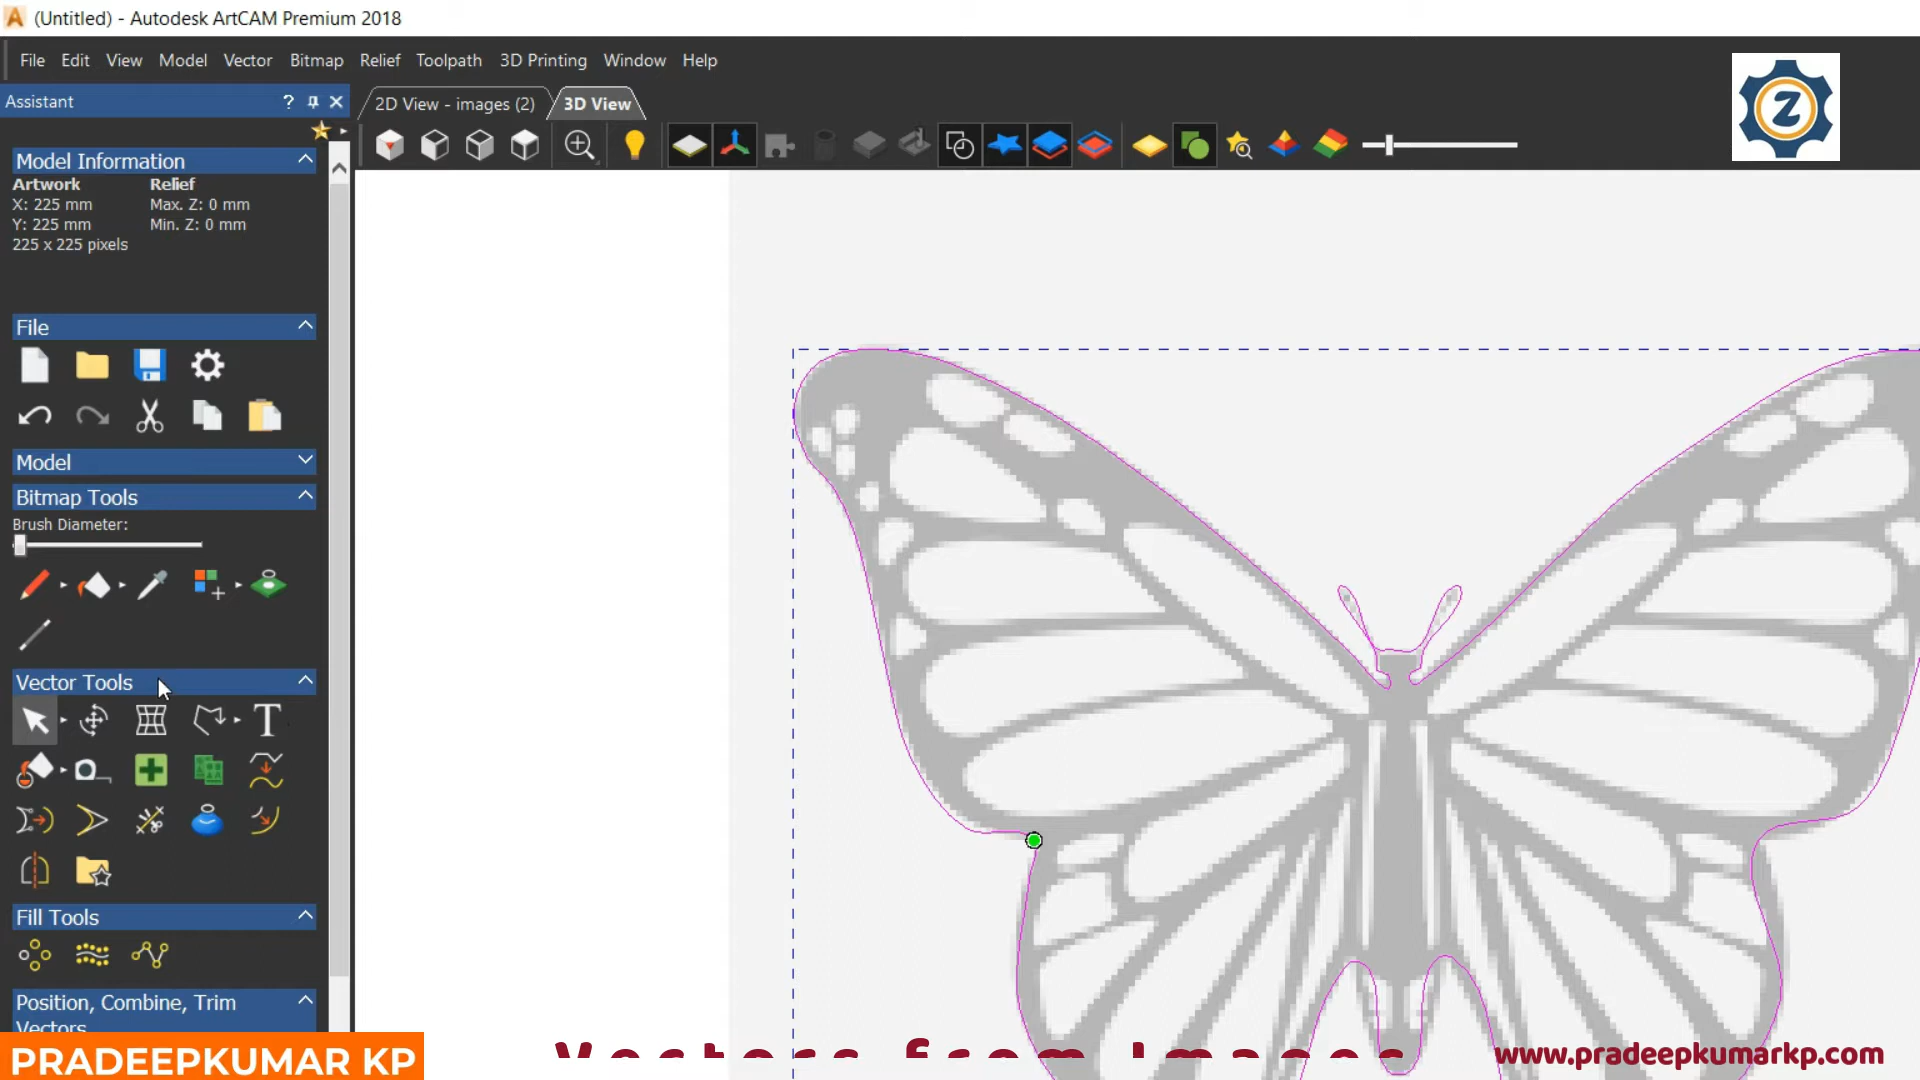 (Untitled) - Autodesk ArtCAM Premium 2018
File Edit View Model Vector Bitmap Relief Toolpath 3D Printing Window Help
Assistant
2D View - images (2) 3D View
Z
Model Information
Artwork Relief
X: 225 mm Max. Z: 0 mm
Y: 225 mm Min. Z: 0 mm
225 x 225 pixels
File
Model
Bitmap Tools
Brush Diameter:
Vector Tools
T
Fill Tools
Position, Combine, Trim
Vectors
PRADEEPKUMAR KP
Vectors from Images
www.pradeepkumarkp.com